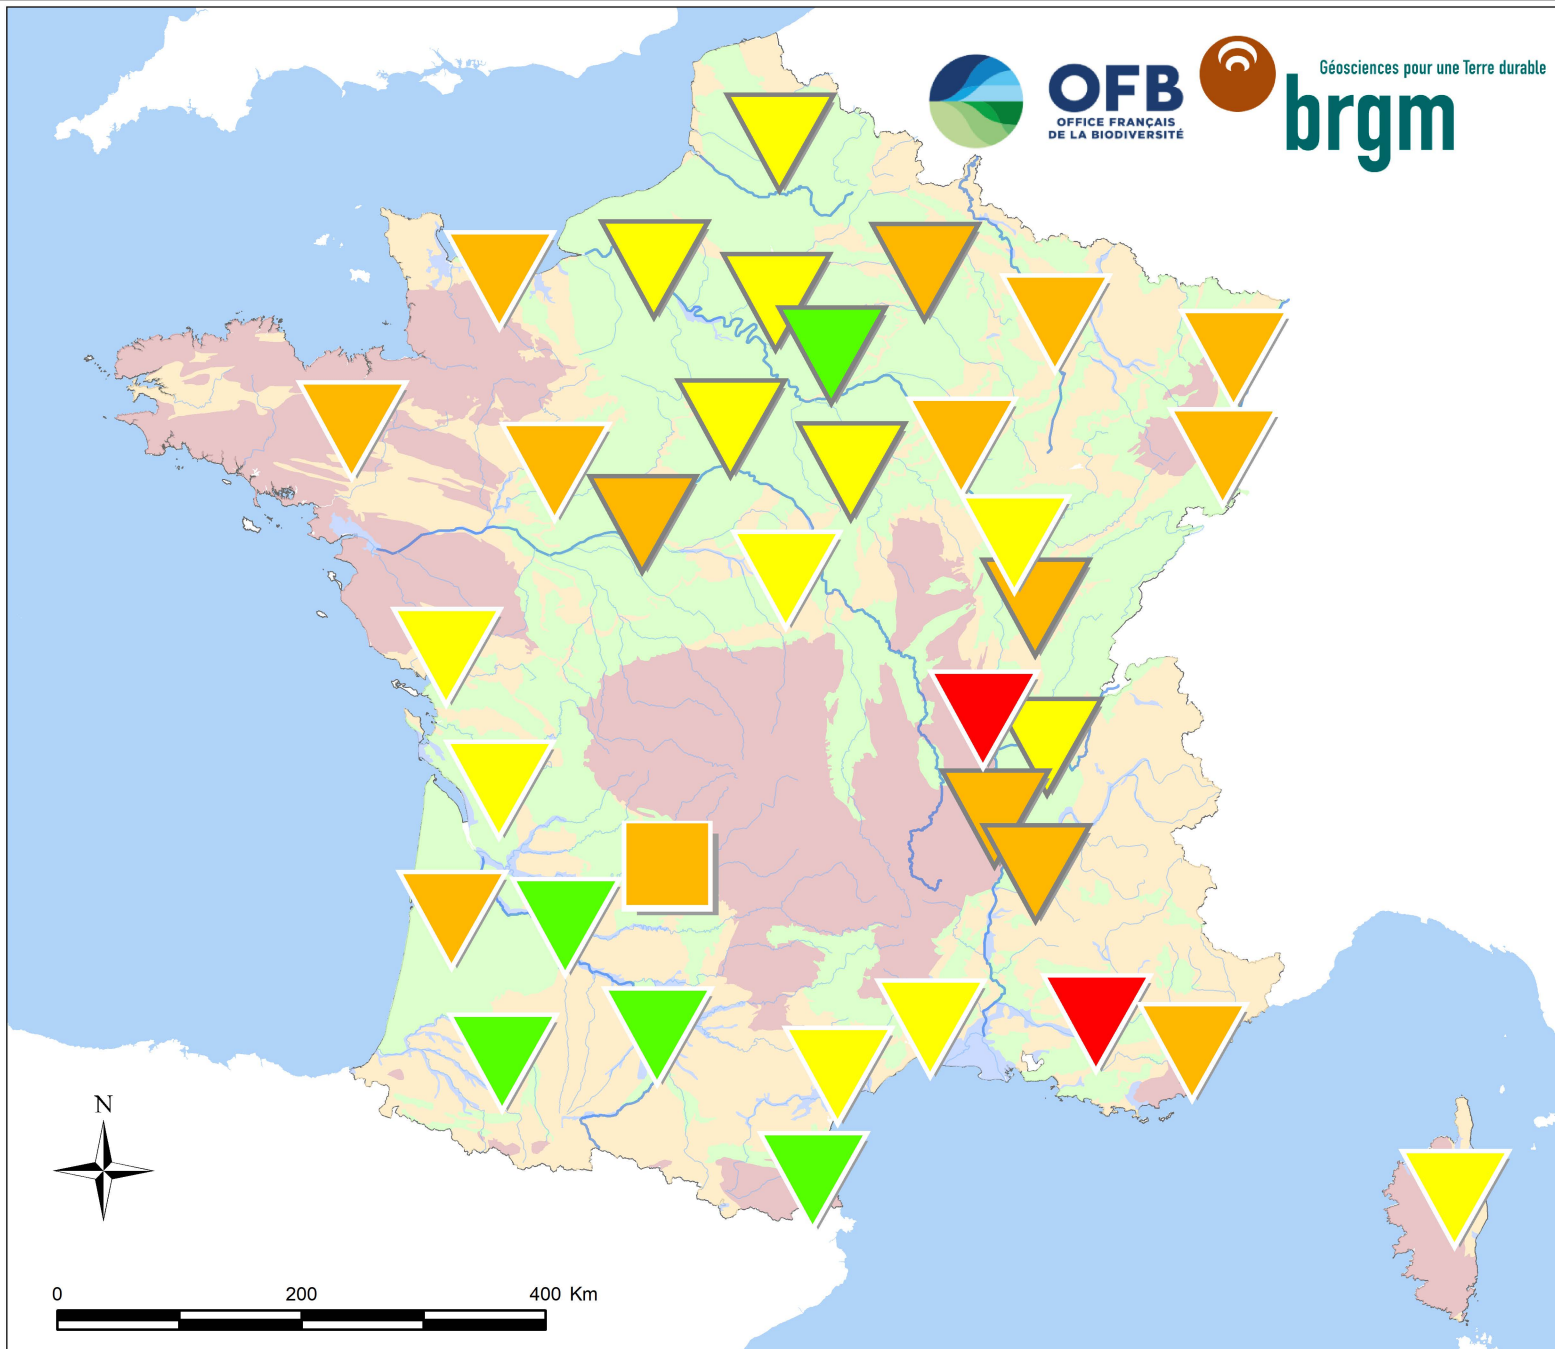 OFB
OFFICE FRANÇAIS
DE LA BIODIVERSITÉ
Géosciences pour une Terre durable
brgm
N
0 200 400 Km